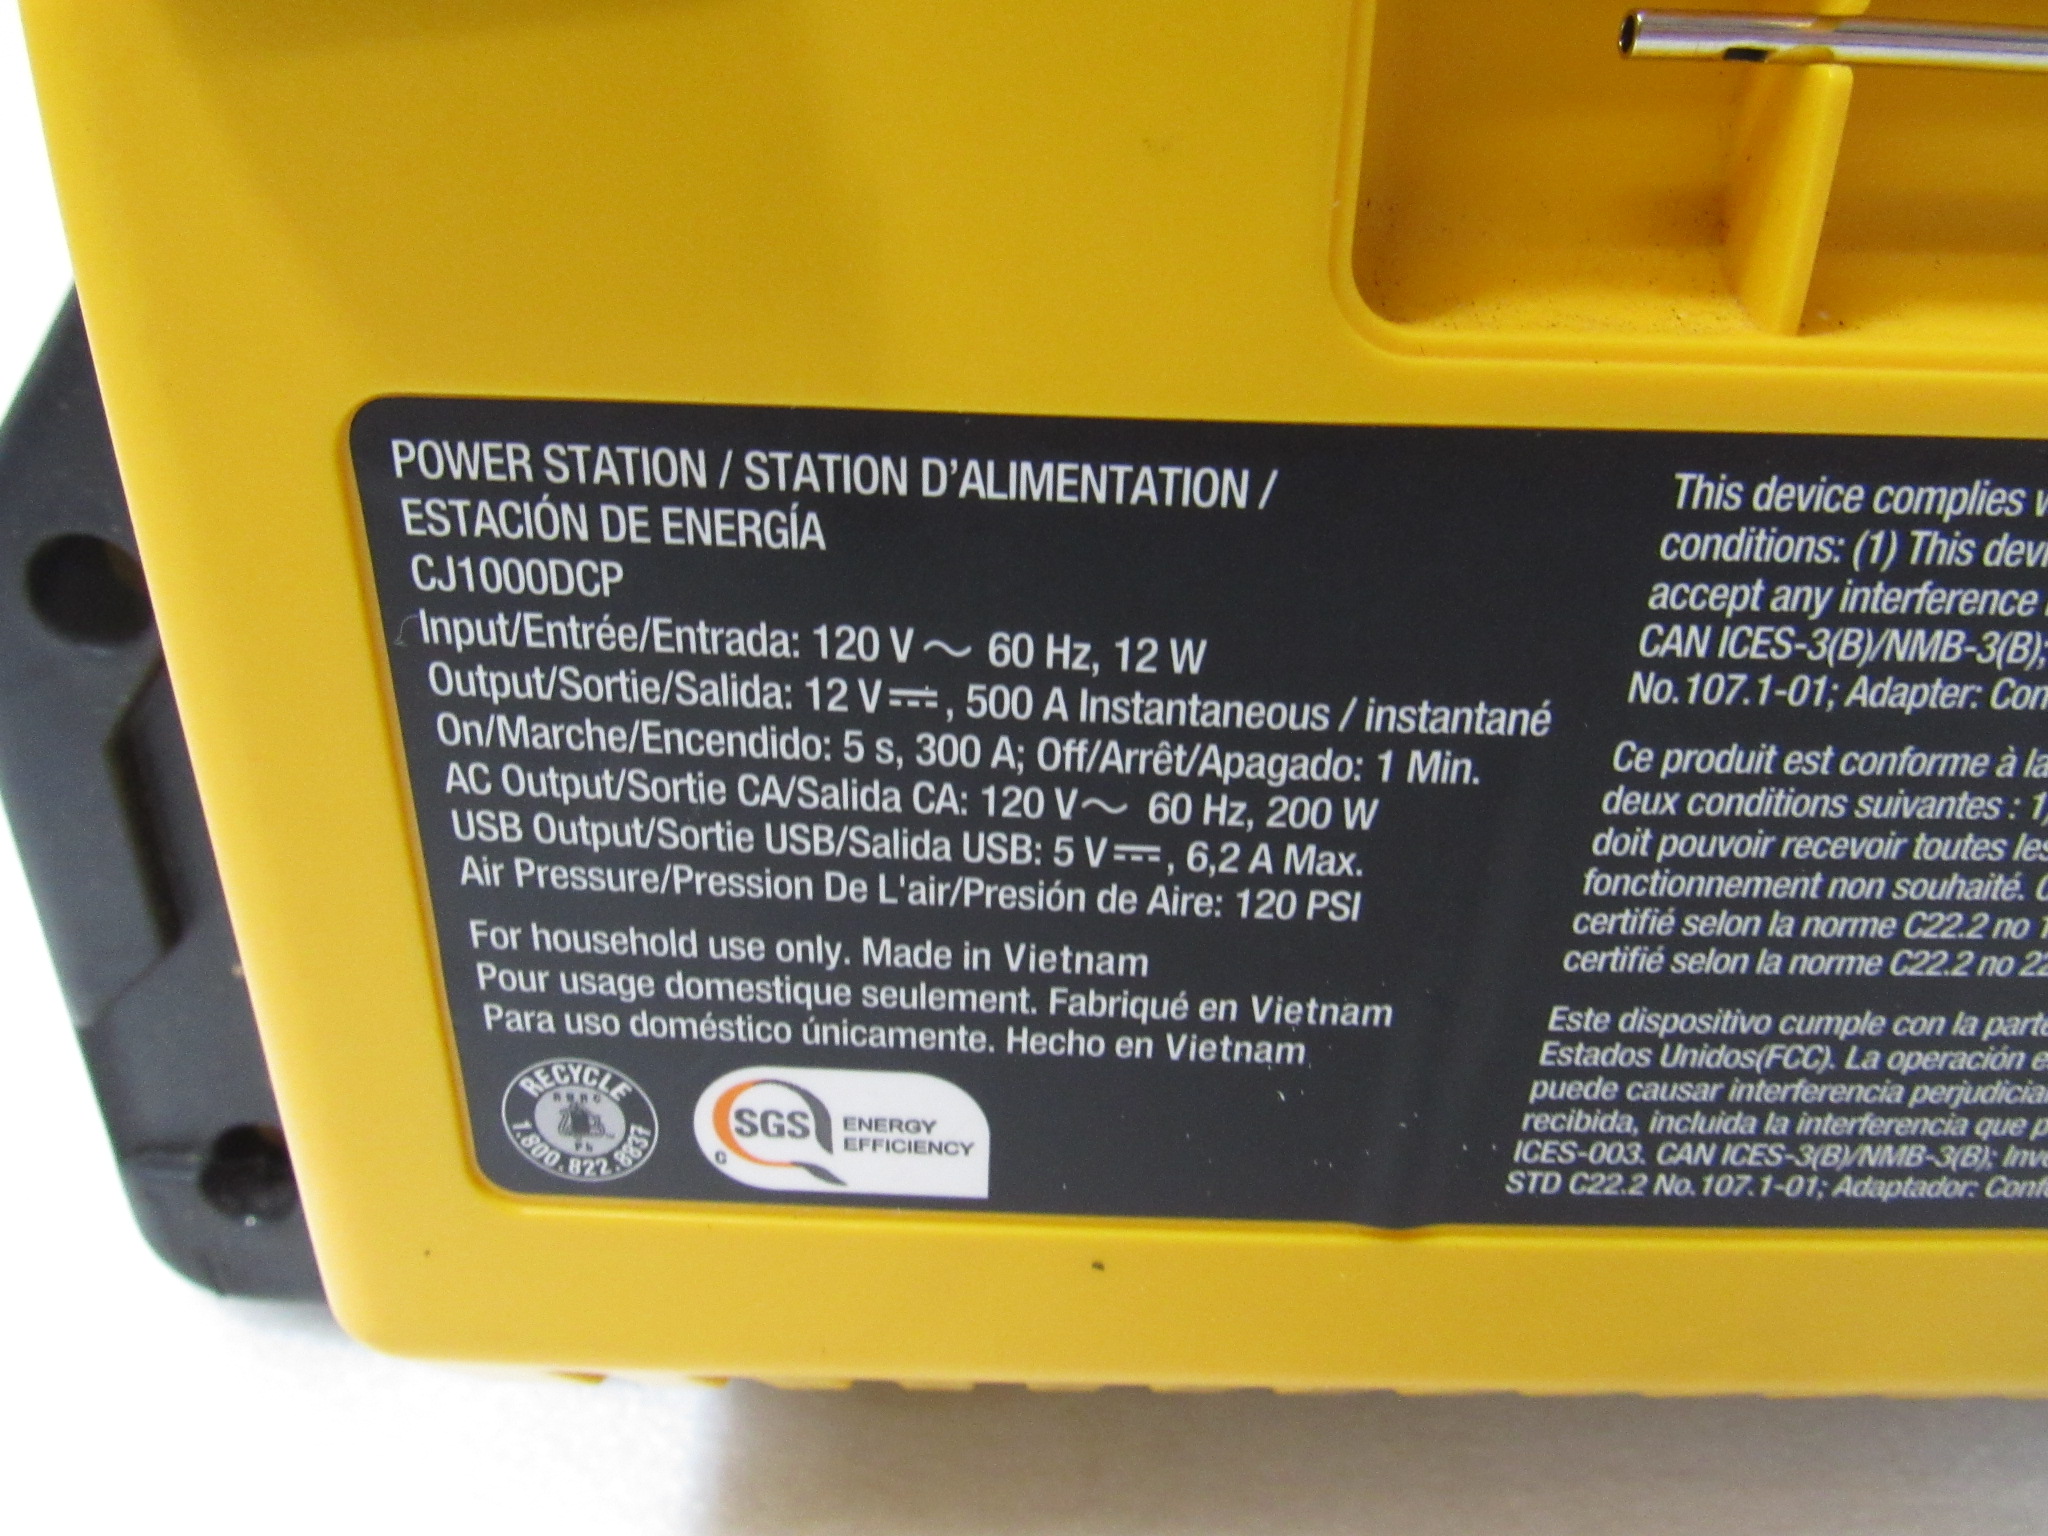 POWER STATION / STATION D'ALIMENTATION /
ESTACIÓN DE ENERGÍA
CJ1000DCP
Input/Entrée/Entrada: 120 V ~ 60 Hz, 12 W
Output/Sortie/Salida: 12 V⎓, 500 A Instantaneous / instantané
On/Marche/Encendido: 5 s, 300 A; Off/Arrêt/Apagado: 1 Min.
AC Output/Sortie CA/Salida CA: 120 V~ 60 Hz, 200 W
USB Output/Sortie USB/Salida USB: 5 V⎓, 6,2 A Max.
Air Pressure/Pression De L'air/Presión de Aire: 120 PSI
For household use only. Made in Vietnam
Pour usage domestique seulement. Fabriqué en Vietnam
Para uso doméstico únicamente. Hecho en Vietnam
RECYCLE
RBRC
Pb
1.800.822.8837
SGS
ENERGY
EFFICIENCY
C
This device complies
conditions: (1) This
accept any interference
CAN ICES-3(B)/NMB-3(B);
No.107.1-01; Adapter:
Ce produit est conforme à la
deux conditions suivantes : 1)
doit pouvoir recevoir toutes les
fonctionnement non souhaité.
certifié selon la norme C22.2 no
certifié selon la norme C22.2 no
Este dispositivo cumple con la
Estados Unidos(FCC). La operación
puede causar interferencia
recibida, incluida la interferencia que
ICES-003. CAN ICES-3(B)/NMB-3(B);
STD C22.2 No.107.1-01; Adaptador: